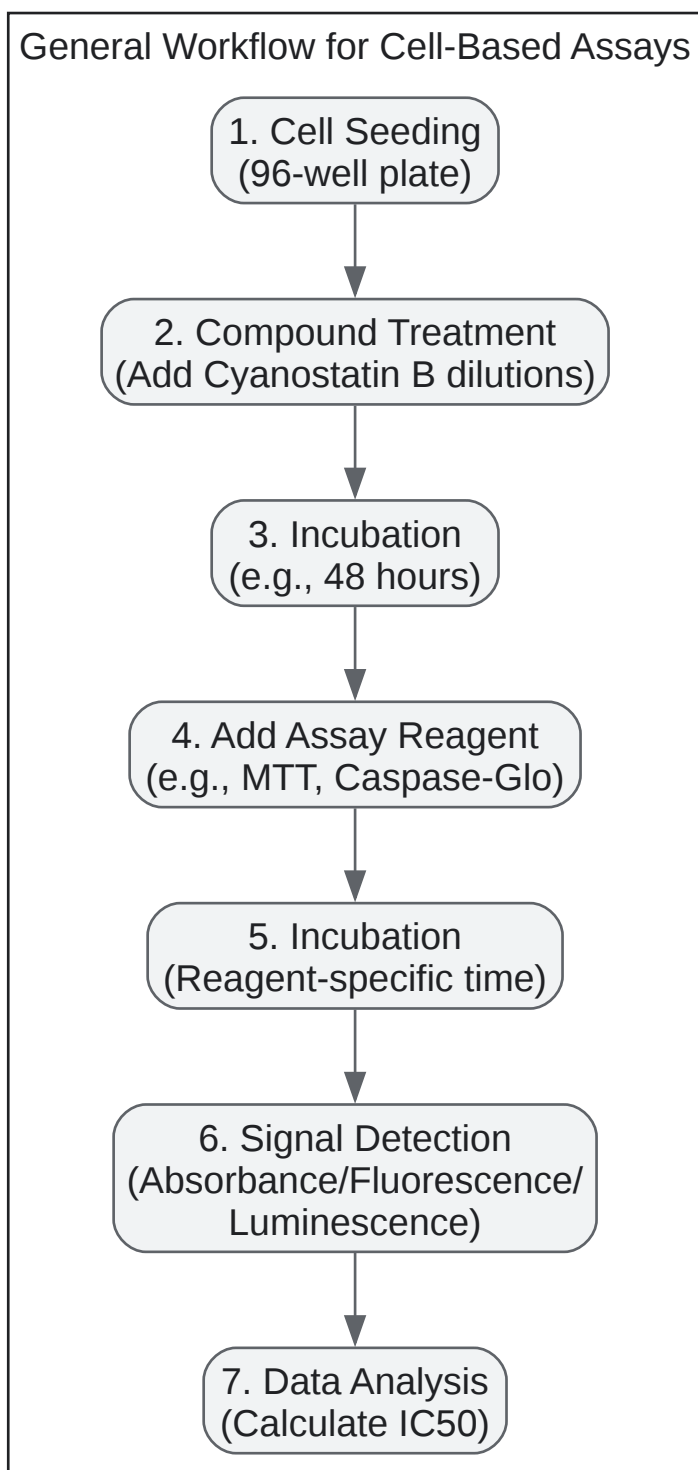 General Workflow for Cell-Based Assays
1. Cell Seeding
(96-well plate)
2. Compound Treatment
(Add Cyanostatin B dilutions)
3. Incubation
(e.g., 48 hours)
4. Add Assay Reagent
(e.g., MTT, Caspase-Glo)
5. Incubation
(Reagent-specific time)
6. Signal Detection
(Absorbance/Fluorescence/
Luminescence)
7. Data Analysis
(Calculate IC50)